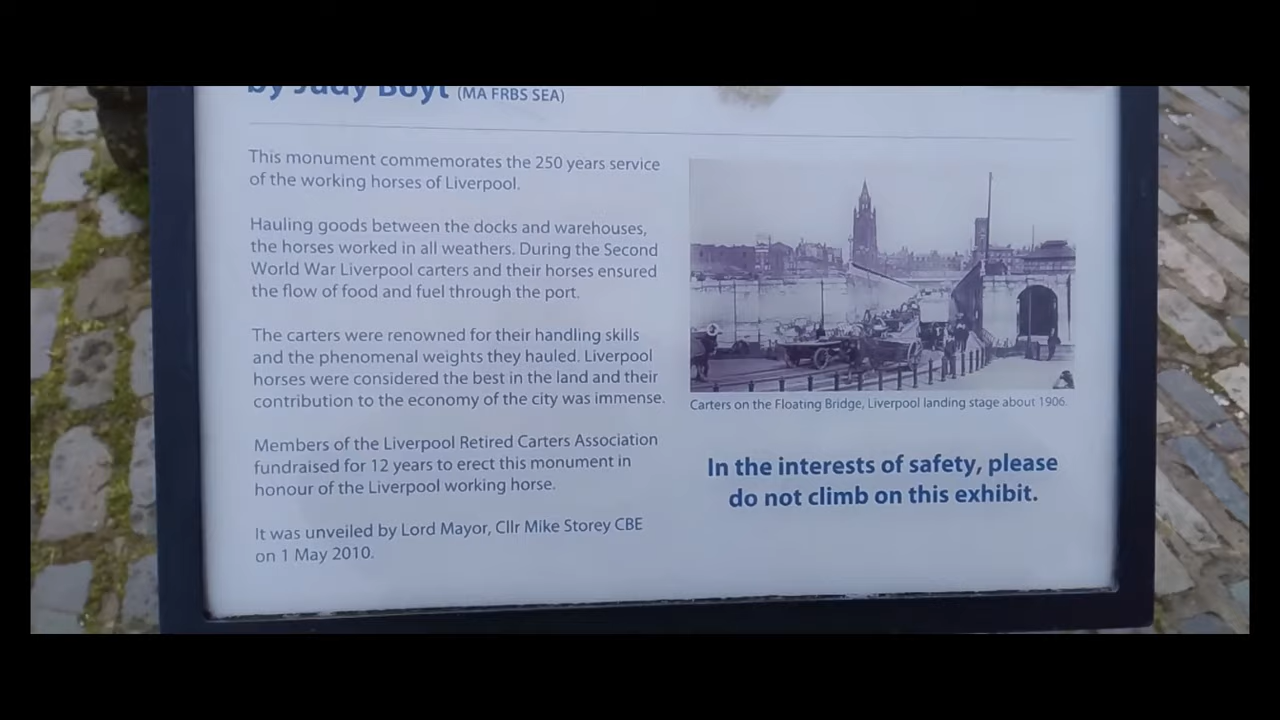 by Judy Boyt (MA FRBS SEA)
This monument commemorates the 250 years service
of the working horses of Liverpool.
Hauling goods between the docks and warehouses,
the horses worked in all weathers. During the Second
World War Liverpool carters and their horses ensured
the flow of food and fuel through the port.
The carters were renowned for their handling skills
and the phenomenal weights they hauled. Liverpool
horses were considered the best in the land and their
contribution to the economy of the city was immense.
Members of the Liverpool Retired Carters Association
fundraised for 12 years to erect this monument in
honour of the Liverpool working horse.
It was unveiled by Lord Mayor, Cllr Mike Storey CBE
on 1 May 2010.
Carters on the Floating Bridge, Liverpool landing stage about 1906.
In the interests of safety, please
do not climb on this exhibit.